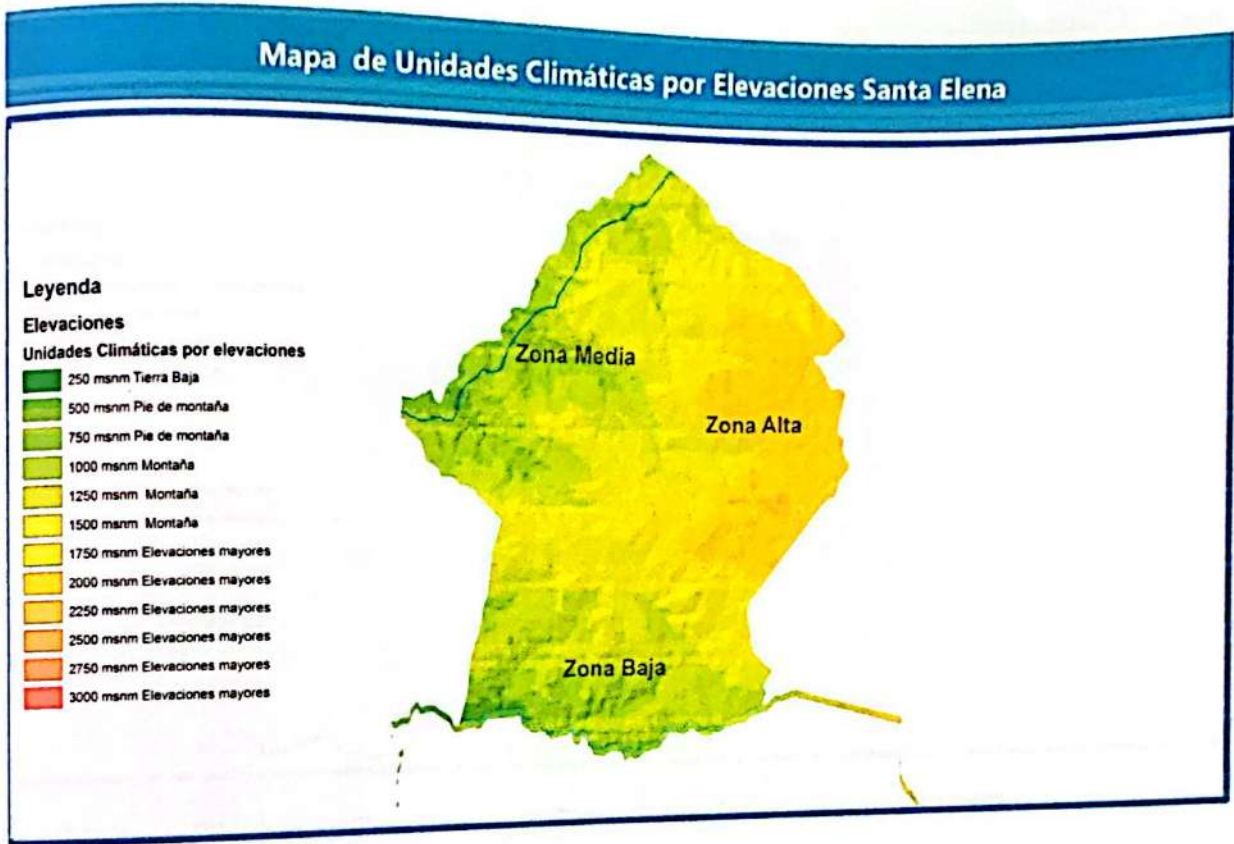 Mapa de Unidades Climáticas por Elevaciones Santa Elena
Leyenda
Elevaciones
Unidades Climáticas por elevaciones
250 msnm Tierra Baja
500 msnm Pie de montaña
750 msnm Pie de montaña
1000 msnm Montaña
1250 msnm Montaña
1500 msnm Montaña
1750 msnm Elevaciones mayores
2000 msnm Elevaciones mayores
2250 msnm Elevaciones mayores
2500 msnm Elevaciones mayores
2750 msnm Elevaciones mayores
3000 msnm Elevaciones mayores
Zona Media
Zona Alta
Zona Baja